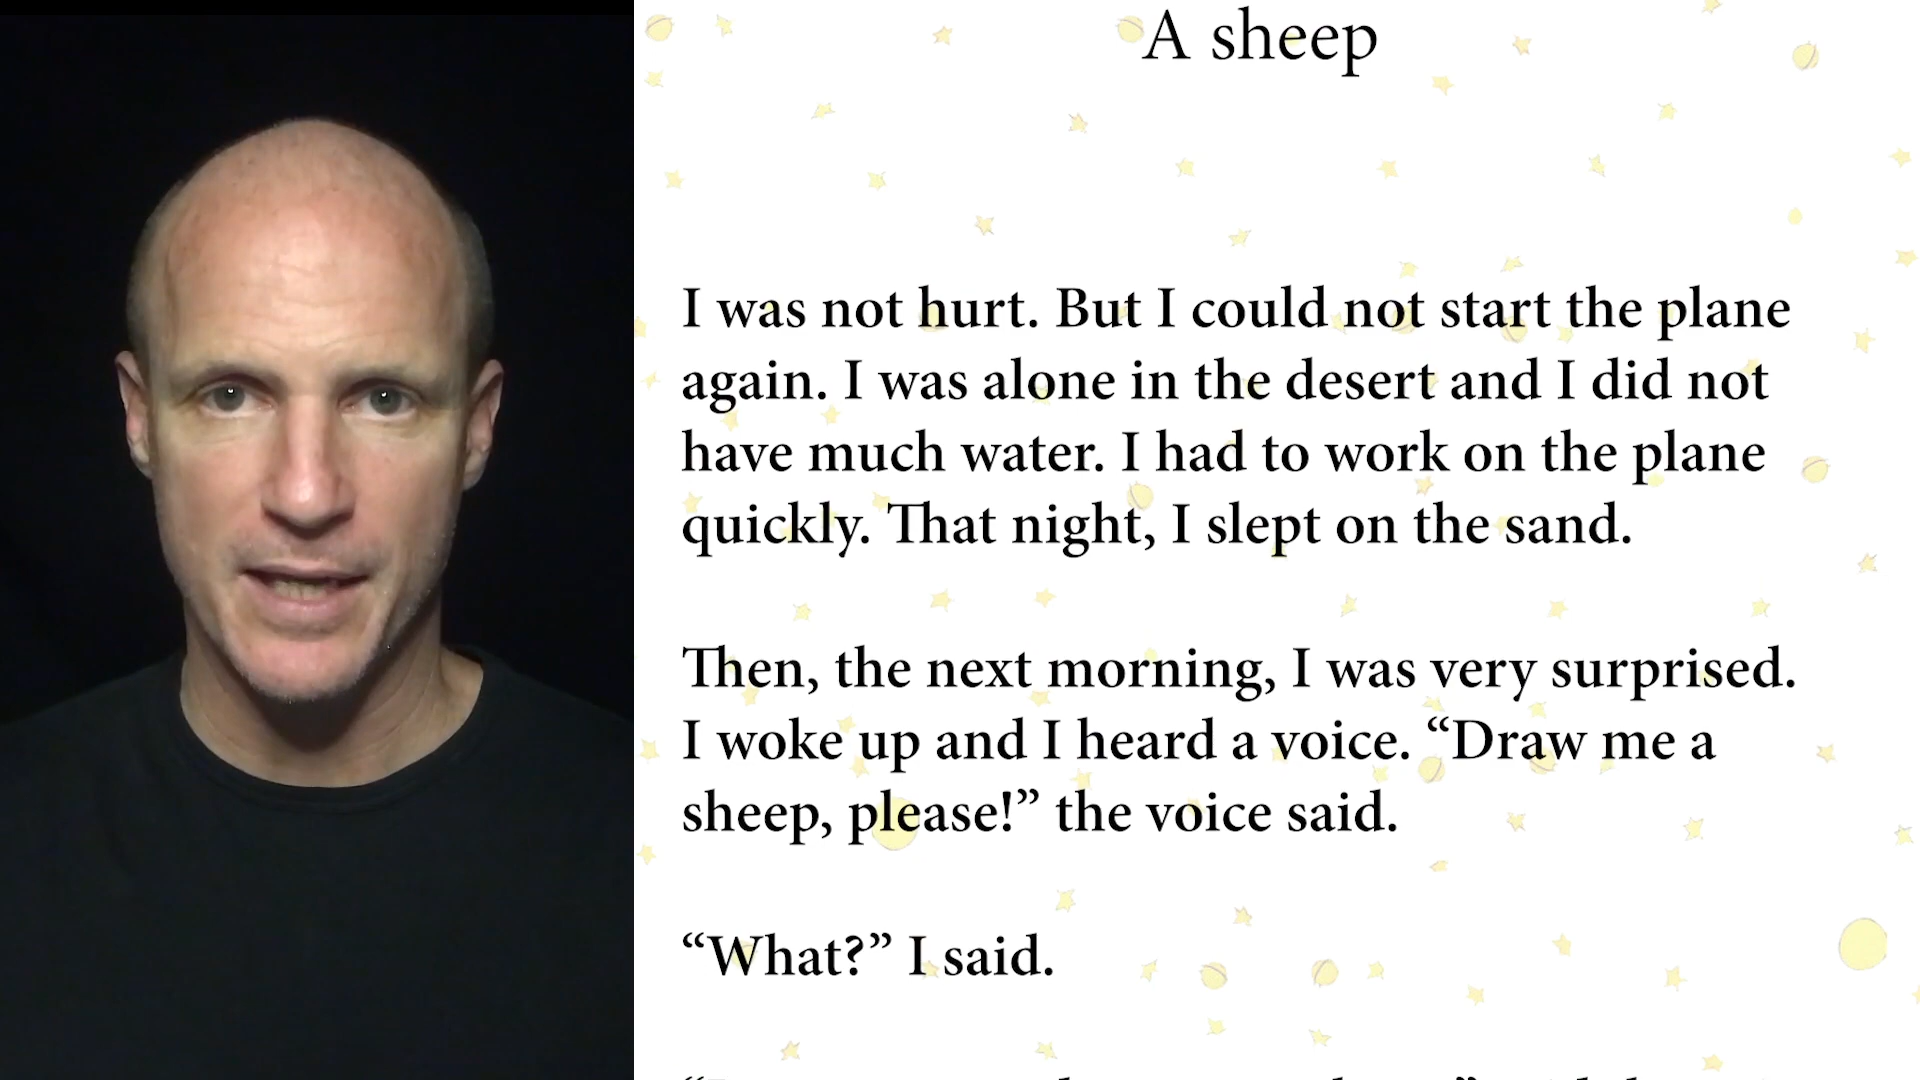 A sheep
I was not hurt. But I could not start the plane
again. I was alone in the desert and I did not
have much water. I had to work on the plane
quickly. That night, I slept on the sand.
Then, the next morning, I was very surprised.
I woke up and I heard a voice. “Draw me a
sheep, please!” the voice said.
“What?” I said.